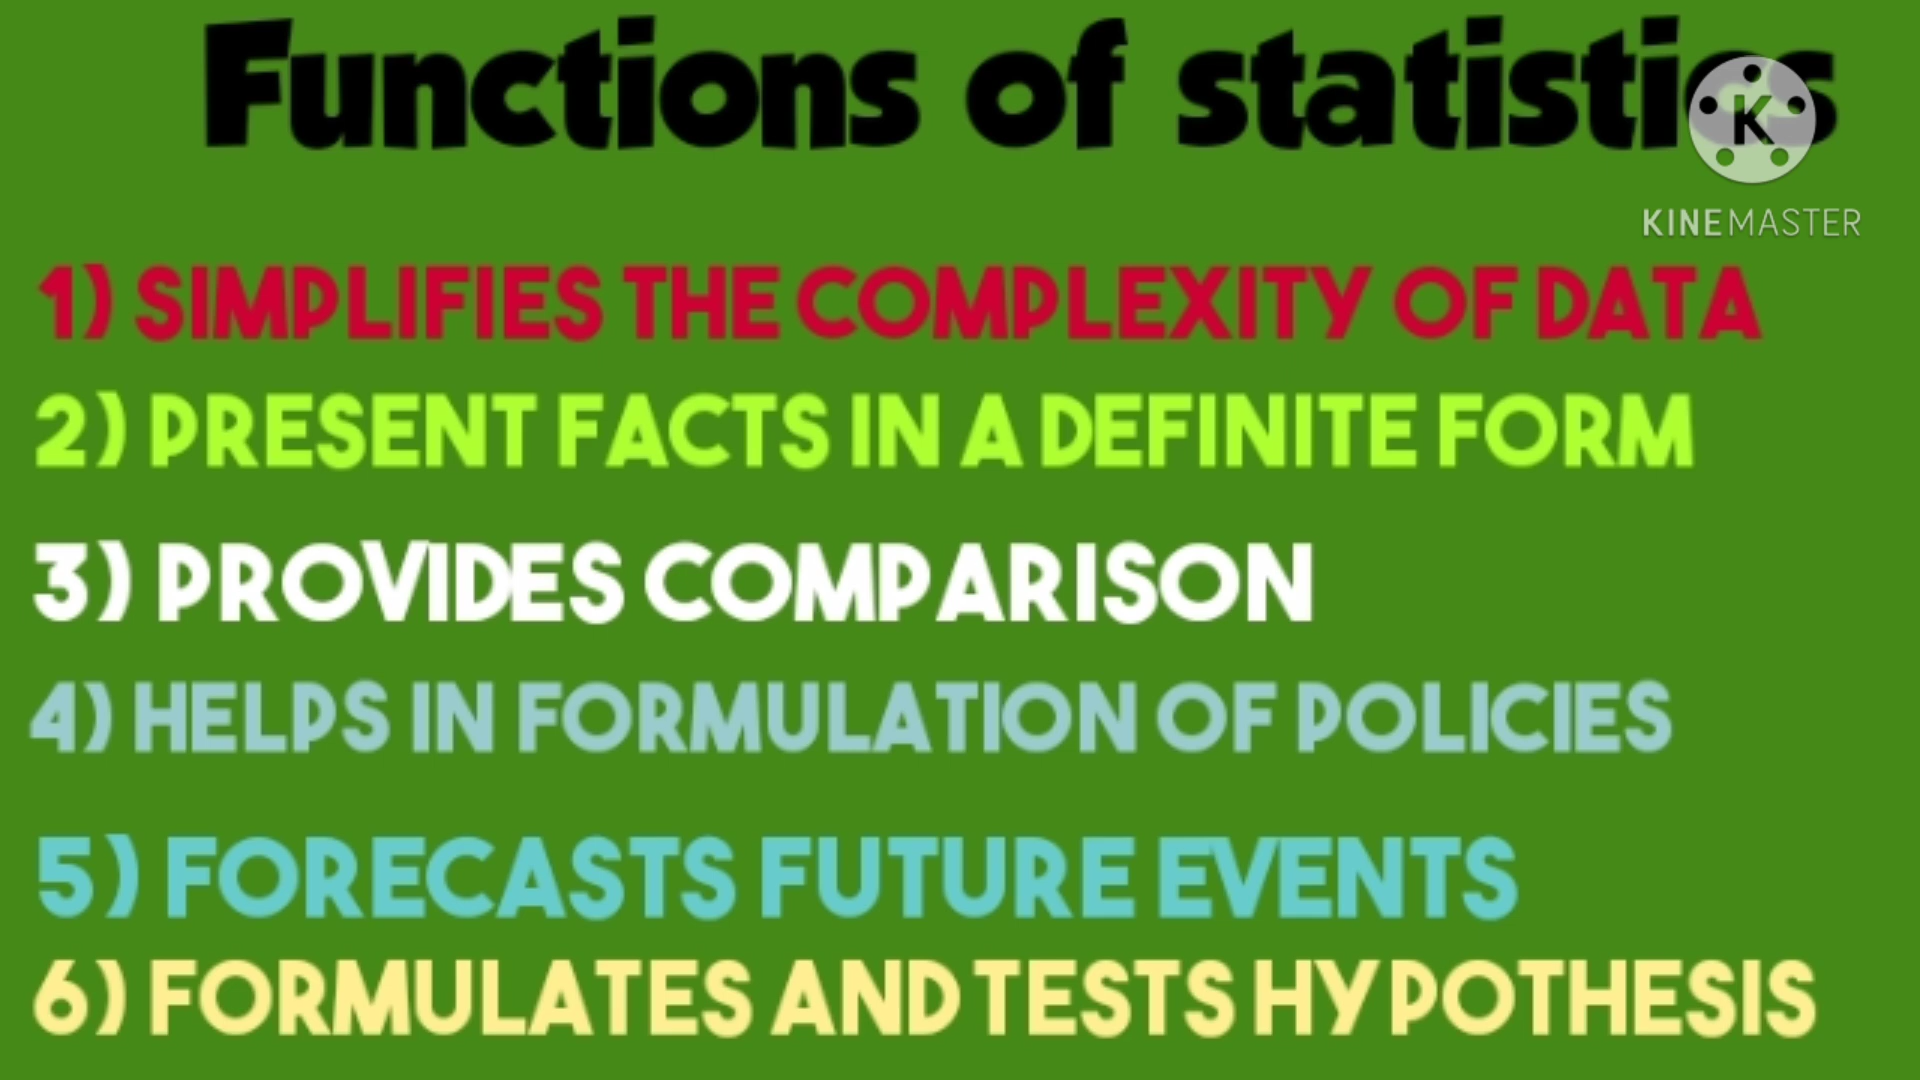 Functions of statistics
K
KINEMASTER
1) SIMPLIFIES THE COMPLEXITY OF DATA
2) PRESENT FACTS IN A DEFINITE FORM
3) PROVIDES COMPARISON
4) HELPS IN FORMULATION OF POLICIES
5) FORECASTS FUTURE EVENTS
6) FORMULATES AND TESTS HYPOTHESIS